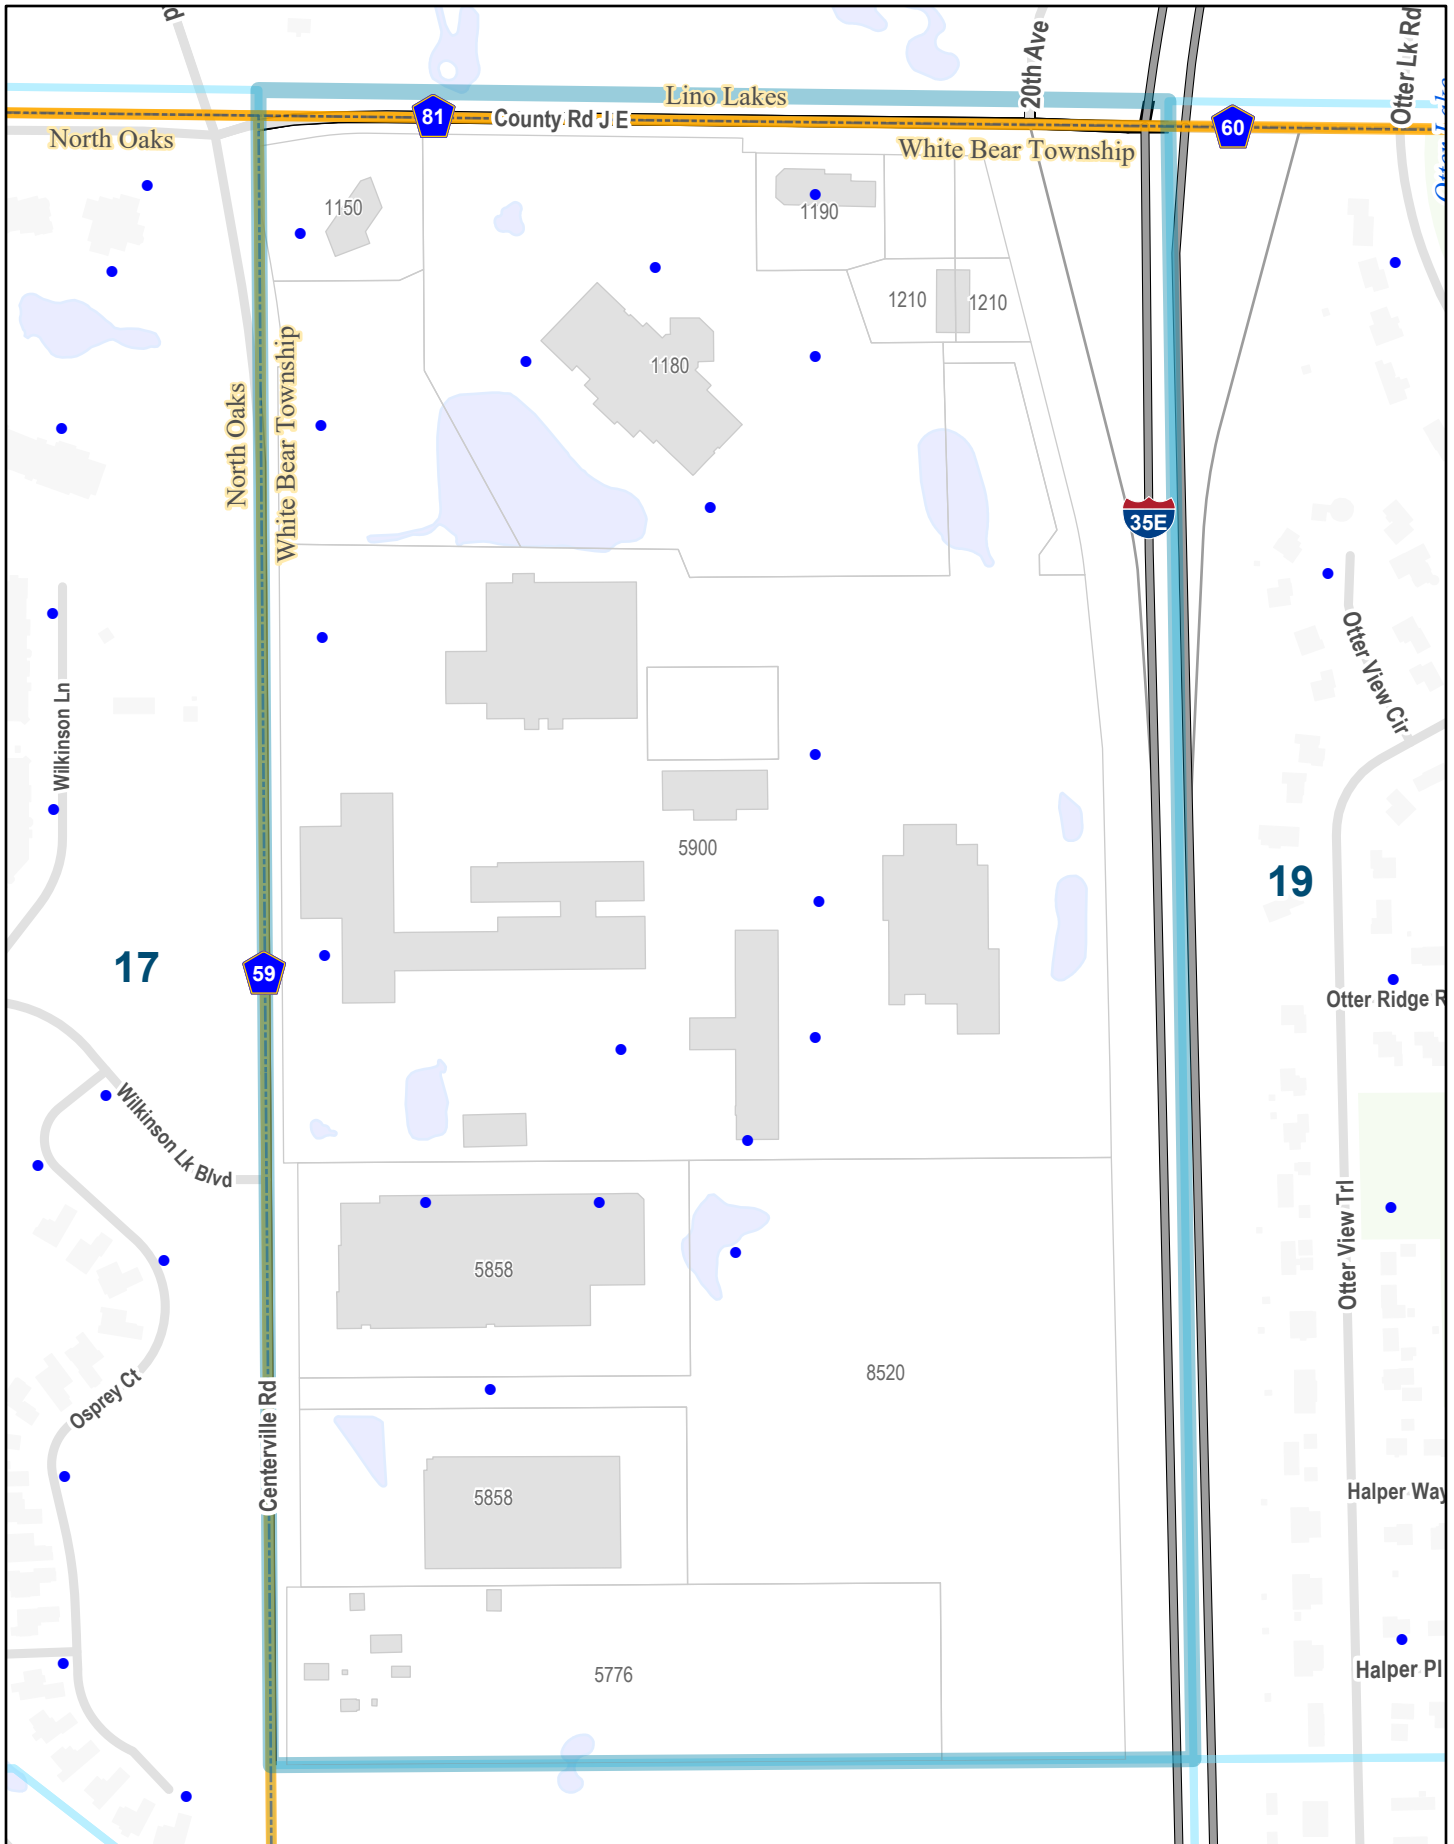 20th Ave
Otter Lk Rd
Lino Lakes
81
County Rd J E
60
North Oaks
White Bear Township
1150
1190
1210
1210
1180
North Oaks
White Bear Township
35E
Otter View Cir
Wilkinson Ln
5900
19
17
59
Otter Ridge R
Wilkinson Lk Blvd
Otter View Trl
5858
8520
Osprey Ct
Centerville Rd
5858
Halper Way
5776
Halper Pl